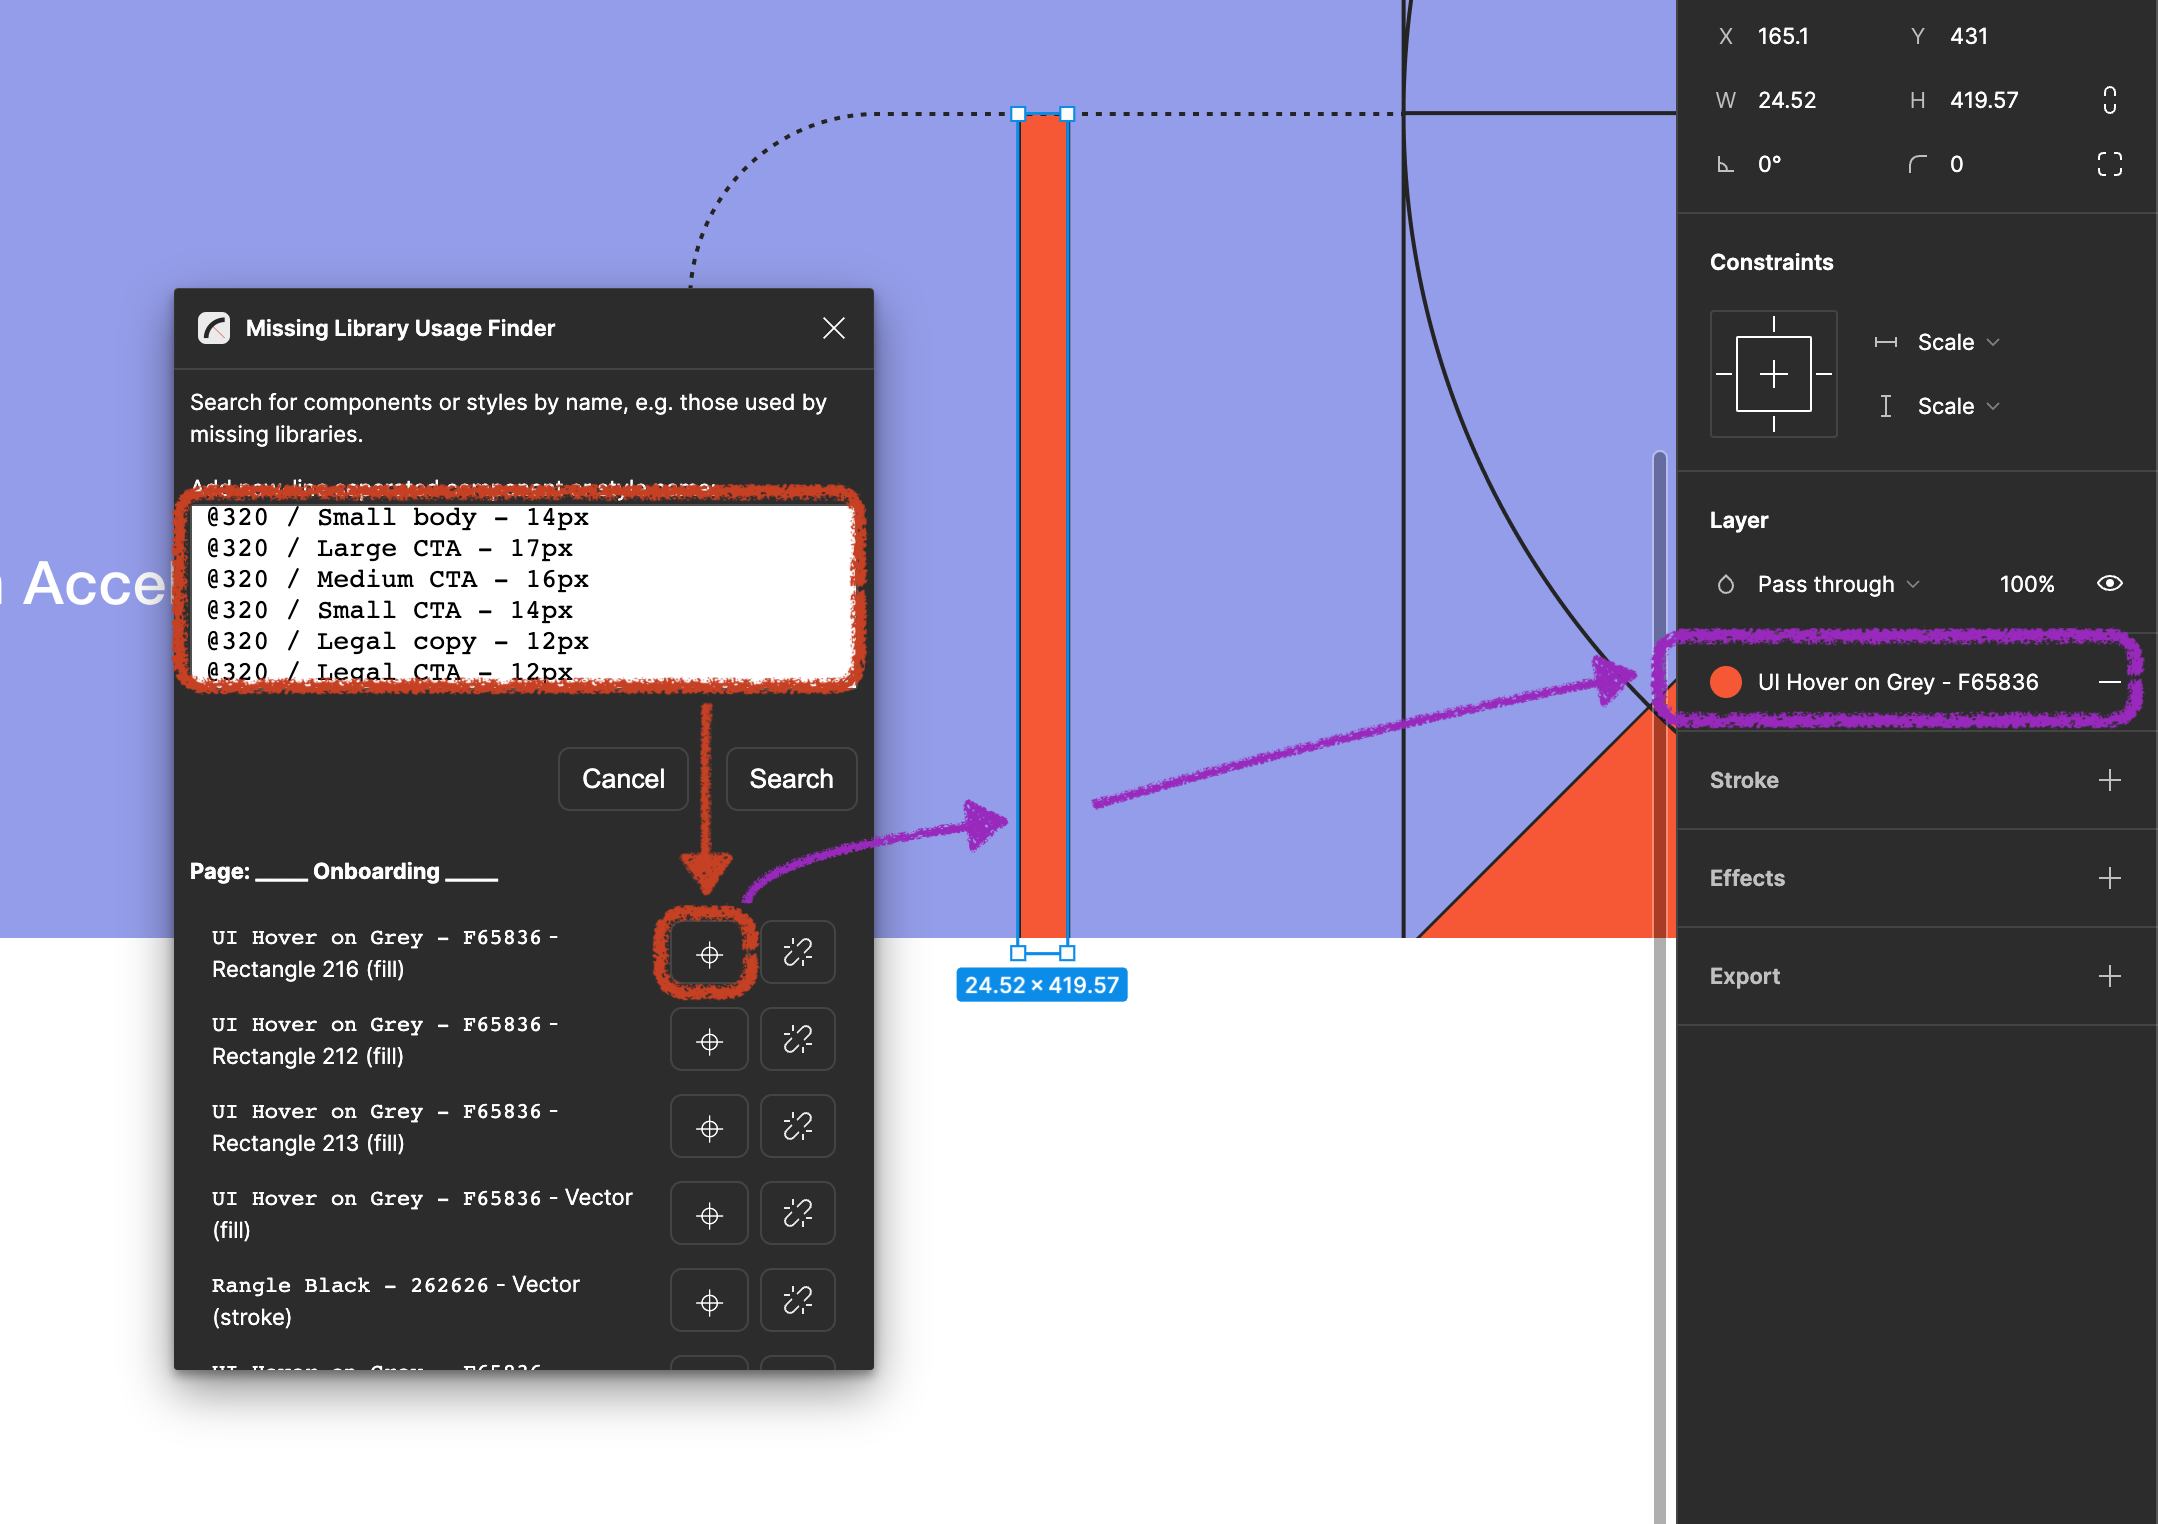 X 165.1 Y 431
W 24.52 H 419.57
0° 0
Constraints
Scale
Scale
Layer
Pass through 100%
UI Hover on Grey - F65836
Stroke
Effects
Export
Missing Library Usage Finder
Search for components or styles by name, e.g. those used by
missing libraries.
@320 / Small body - 14px
@320 / Large CTA - 17px
@320 / Medium CTA - 16px
@320 / Small CTA - 14px
@320 / Legal copy - 12px
@320 / Legal CTA - 12px
Cancel Search
Page: ____ Onboarding ____
UI Hover on Grey - F65836 -
Rectangle 216 (fill)
UI Hover on Grey - F65836 -
Rectangle 212 (fill)
UI Hover on Grey - F65836 -
Rectangle 213 (fill)
UI Hover on Grey - F65836 - Vector
(fill)
Rangle Black - 262626 - Vector
(stroke)
24.52 × 419.57